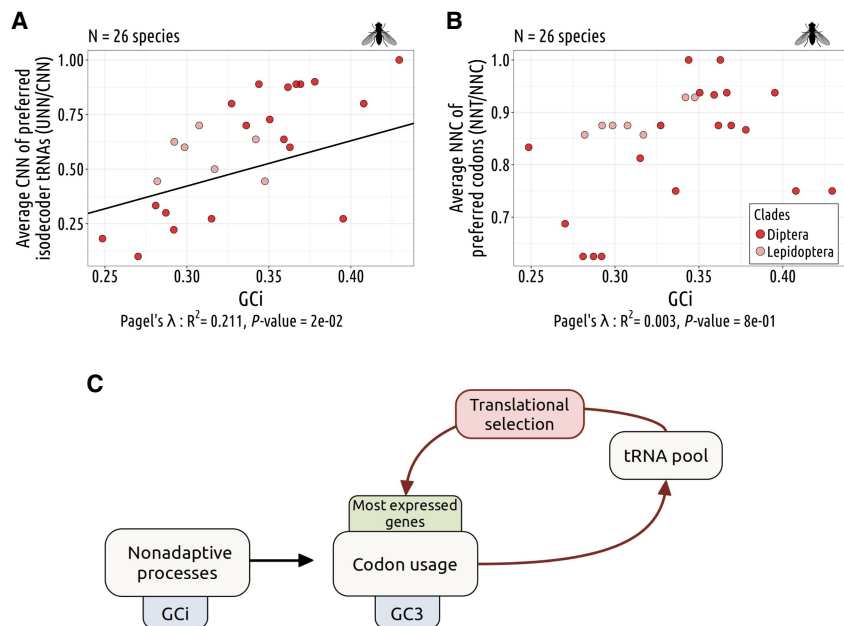 A
N = 26 species
Average CNN of preferred
isodecoder tRNAs (UNN/CNN)
1.00
0.75
0.50
0.25
0.25
0.30
0.35
0.40
GCi
Pagel's λ : R²= 0.211, P-value = 2e-02
B
N = 26 species
Average NNC of
preferred codons (NNT/NNC)
1.0
0.9
0.8
0.7
Clades
Diptera
Lepidoptera
0.25
0.30
0.35
0.40
GCi
Pagel's λ : R²= 0.003, P-value = 8e-01
C
Translational
selection
tRNA pool
Most expressed
genes
Nonadaptive
processes
Codon usage
GCi
GC3